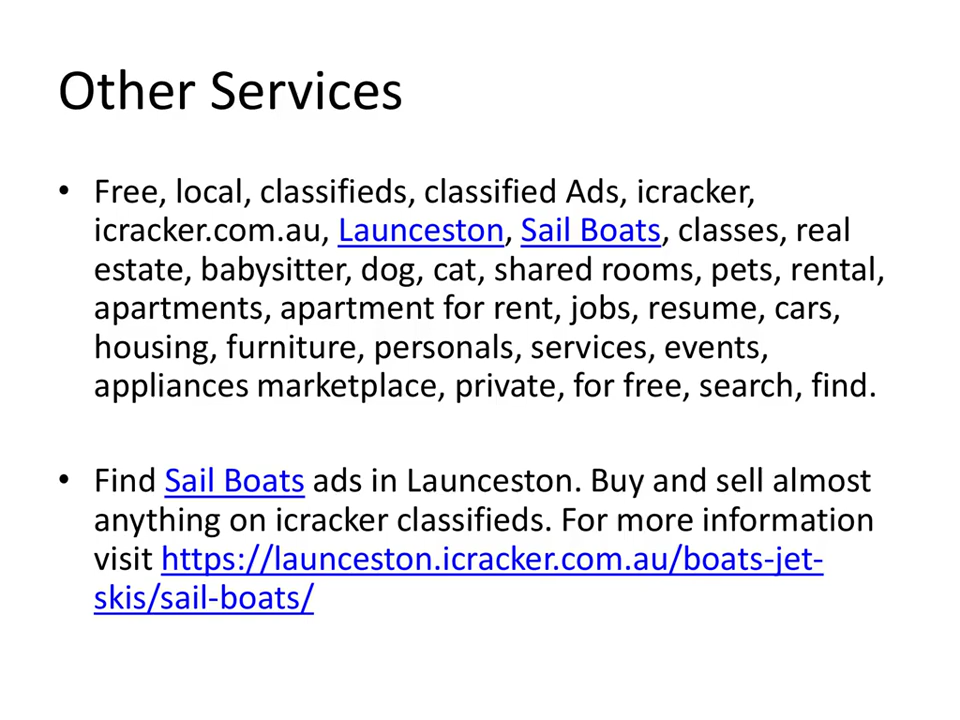 Other Services
• Free, local, classifieds, classified Ads, icracker,
icracker.com.au, Launceston, Sail Boats, classes, real
estate, babysitter, dog, cat, shared rooms, pets, rental,
apartments, apartment for rent, jobs, resume, cars,
housing, furniture, personals, services, events,
appliances marketplace, private, for free, search, find.
• Find Sail Boats ads in Launceston. Buy and sell almost
anything on icracker classifieds. For more information
visit https://launceston.icracker.com.au/boats-jet-
skis/sail-boats/